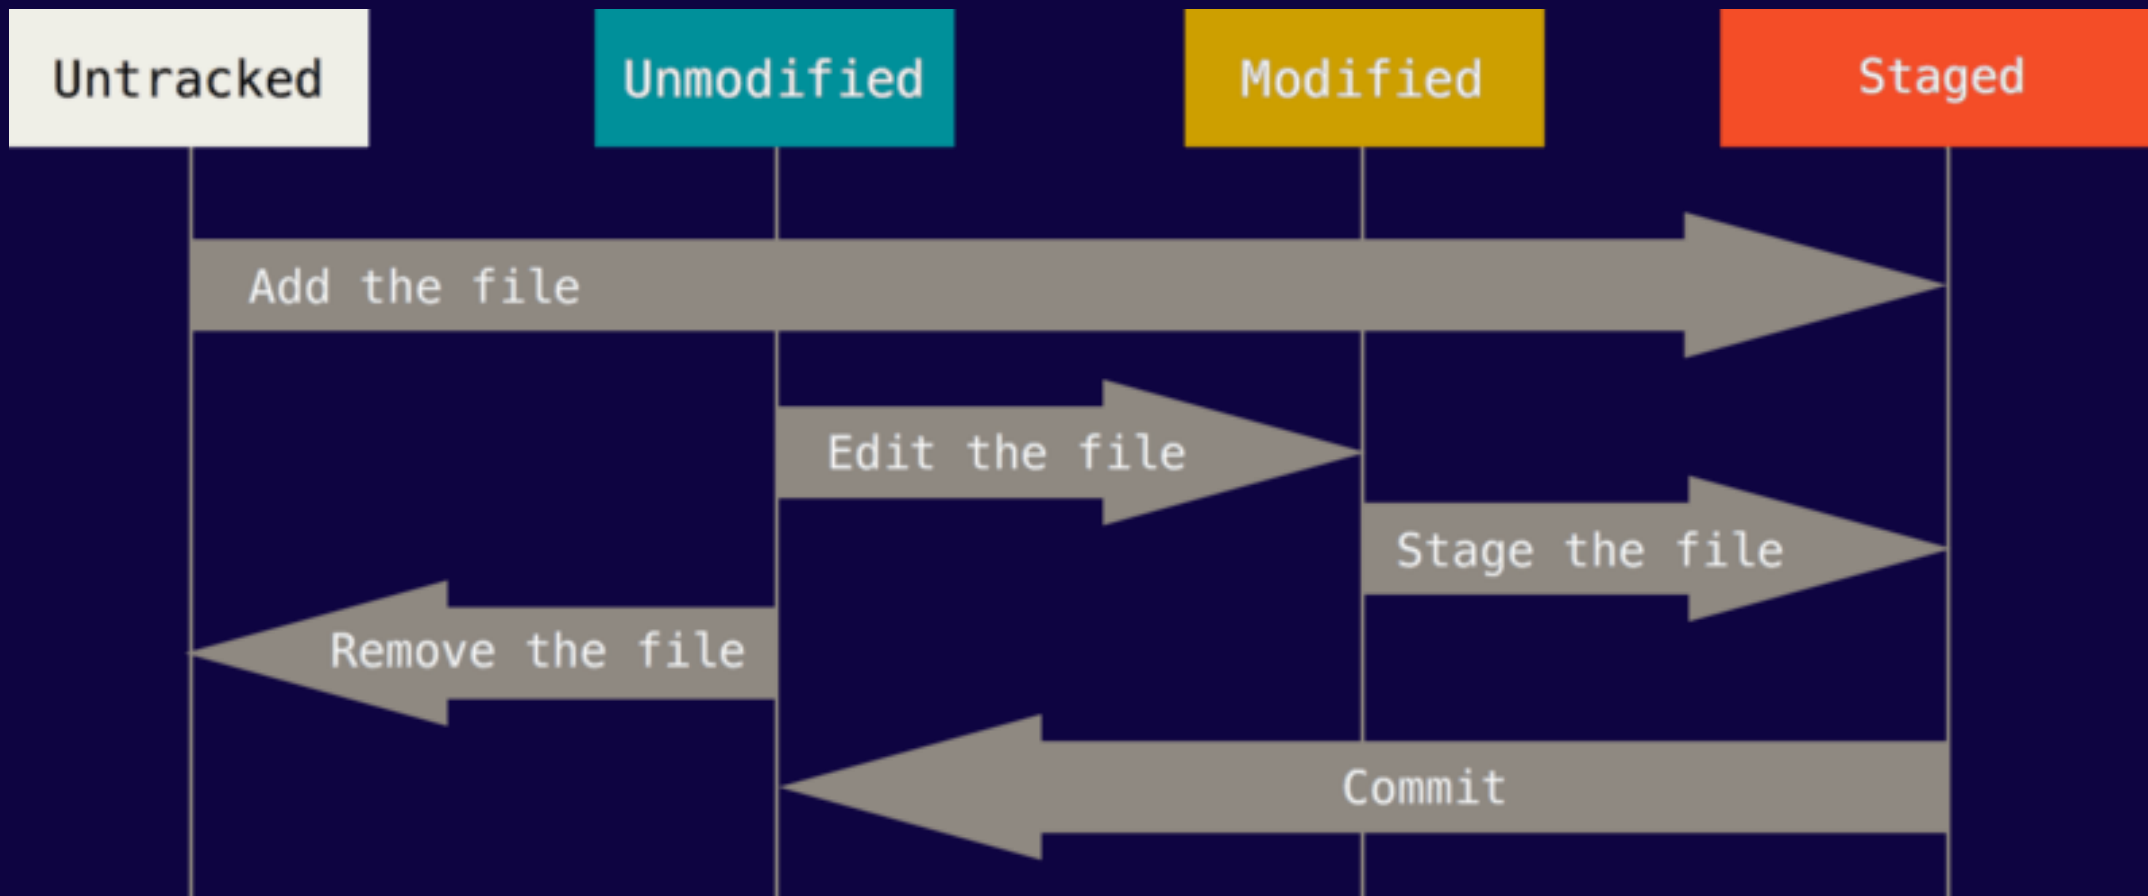 Untracked
Unmodified
Modified
Staged
Add the file
Edit the file
Stage the file
Remove the file
Commit